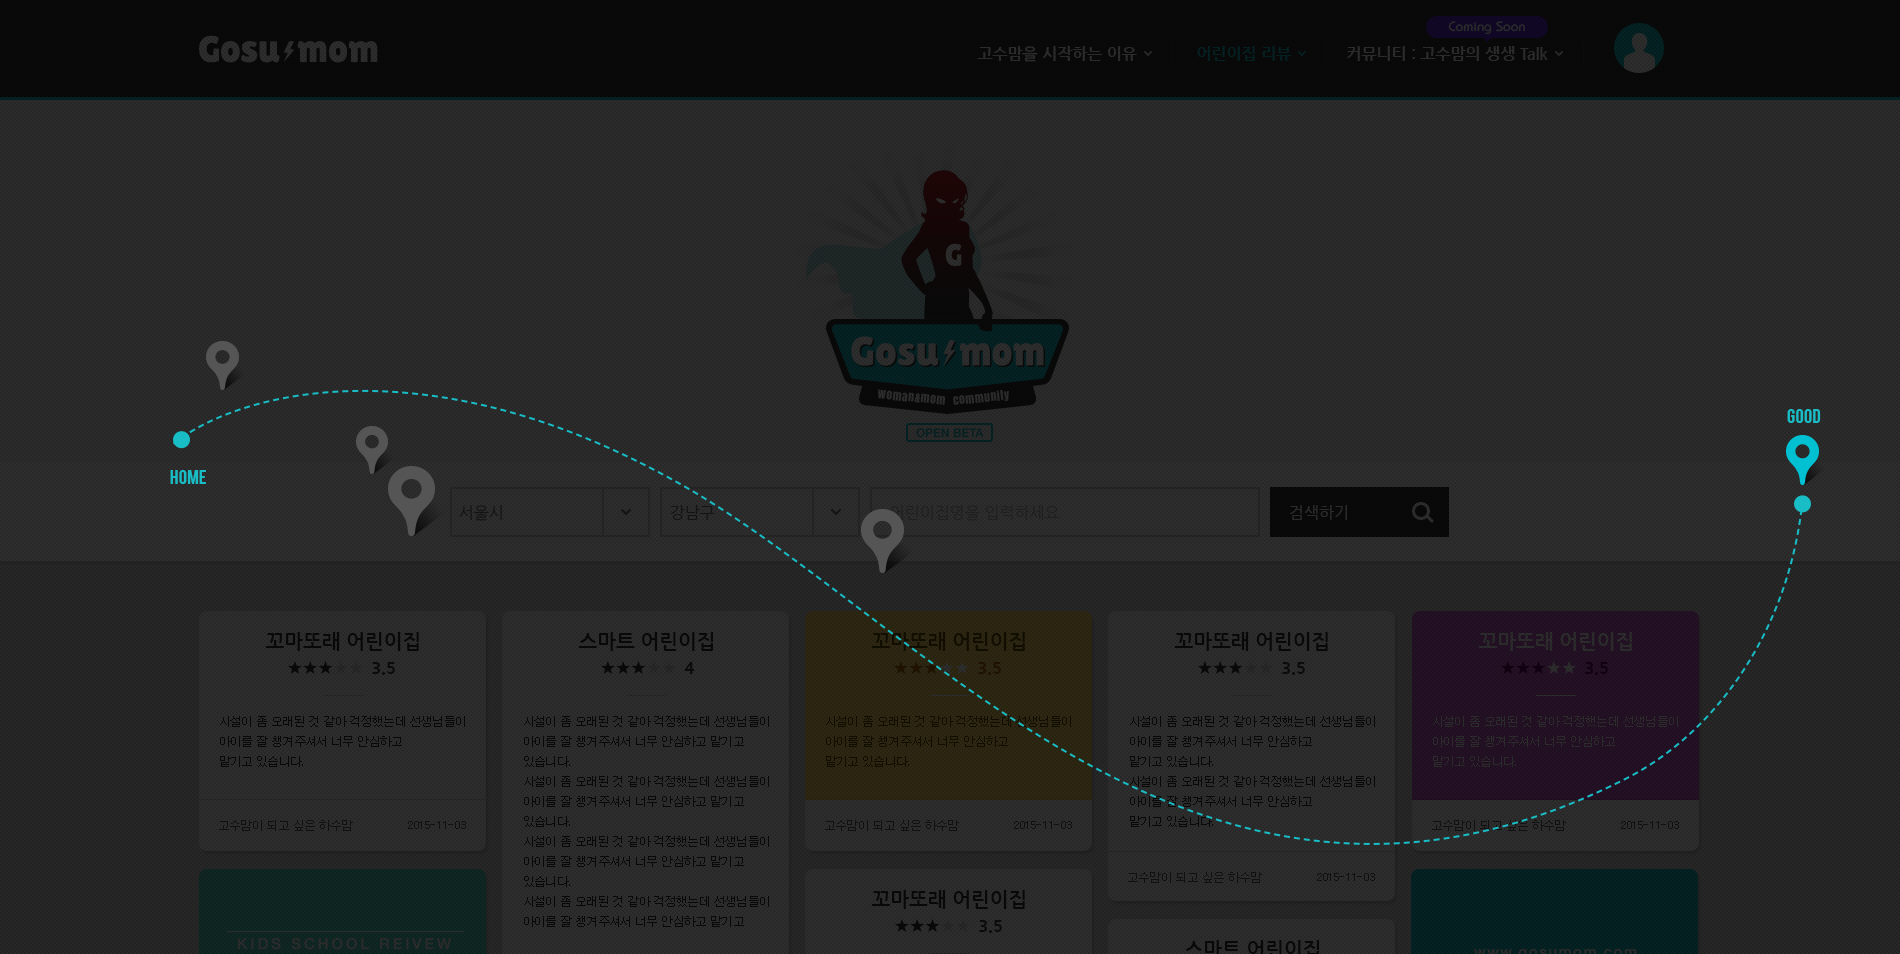 Coming Soon
Gosu mom
고수맘을 시작하는 이유
어린이집 리뷰
커뮤니티 : 고수맘의 생생 Talk
G
Gosu mom
woman&mom community
OPEN BETA
HOME
GOOD
서울시
강남구
어린이집명을 입력하세요
검색하기
꼬마또래 어린이집
3.5
시설이 좀 오래된 것 같아 걱정했는데 선생님들이
아이를 잘 챙겨주셔서 너무 안심하고
맡기고 있습니다.
고수맘이 되고 싶은 하수맘
2015-11-03
KIDS SCHOOL REIVEW
스마트 어린이집
4
시설이 좀 오래된 것 같아 걱정했는데 선생님들이
아이를 잘 챙겨주셔서 너무 안심하고 맡기고
있습니다.
시설이 좀 오래된 것 같아 걱정했는데 선생님들이
아이를 잘 챙겨주셔서 너무 안심하고 맡기고
있습니다.
시설이 좀 오래된 것 같아 걱정했는데 선생님들이
아이를 잘 챙겨주셔서 너무 안심하고 맡기고
있습니다.
시설이 좀 오래된 것 같아 걱정했는데 선생님들이
아이를 잘 챙겨주셔서 너무 안심하고 맡기고
꼬마또래 어린이집
3.5
시설이 좀 오래된 것 같아 걱정했는데 선생님들이
아이를 잘 챙겨주셔서 너무 안심하고
맡기고 있습니다.
고수맘이 되고 싶은 하수맘
2015-11-03
꼬마또래 어린이집
3.5
꼬마또래 어린이집
3.5
시설이 좀 오래된 것 같아 걱정했는데 선생님들이
아이를 잘 챙겨주셔서 너무 안심하고
맡기고 있습니다.
시설이 좀 오래된 것 같아 걱정했는데 선생님들이
아이를 잘 챙겨주셔서 너무 안심하고
맡기고 있습니다.
고수맘이 되고 싶은 하수맘
2015-11-03
스마트 어린이집
꼬마또래 어린이집
3.5
시설이 좀 오래된 것 같아 걱정했는데 선생님들이
아이를 잘 챙겨주셔서 너무 안심하고
맡기고 있습니다.
고수맘이 되고 싶은 하수맘
2015-11-03
www.gosumom.com